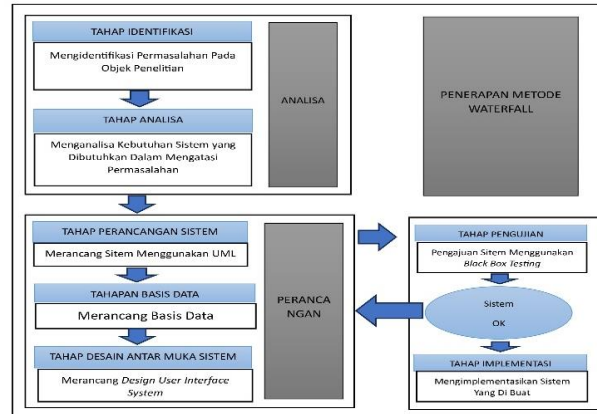 TAHAP IDENTIFIKASI
Mengidentifikasi Permasalahan Pada
Objek Penelitian
TAHAP ANALISA
Menganalisa Kebutuhan Sistem yang
Dibutuhkan Dalam Mengatasi
Permasalahan
ANALISA
PENERAPAN METODE
WATERFALL
TAHAP PERANCANGAN SISTEM
Merancang Sitem Menggunakan UML
TAHAPAN BASIS DATA
Merancang Basis Data
TAHAP DESAIN ANTAR MUKA SISTEM
Merancang Design User Interface
System
PERANCA
NGAN
TAHAP PENGUJIAN
Pengajuan Sitem Menggunakan
Black Box Testing
Sistem
OK
TAHAP IMPLEMENTASI
Mengimplementasikan Sistem
Yang Di Buat